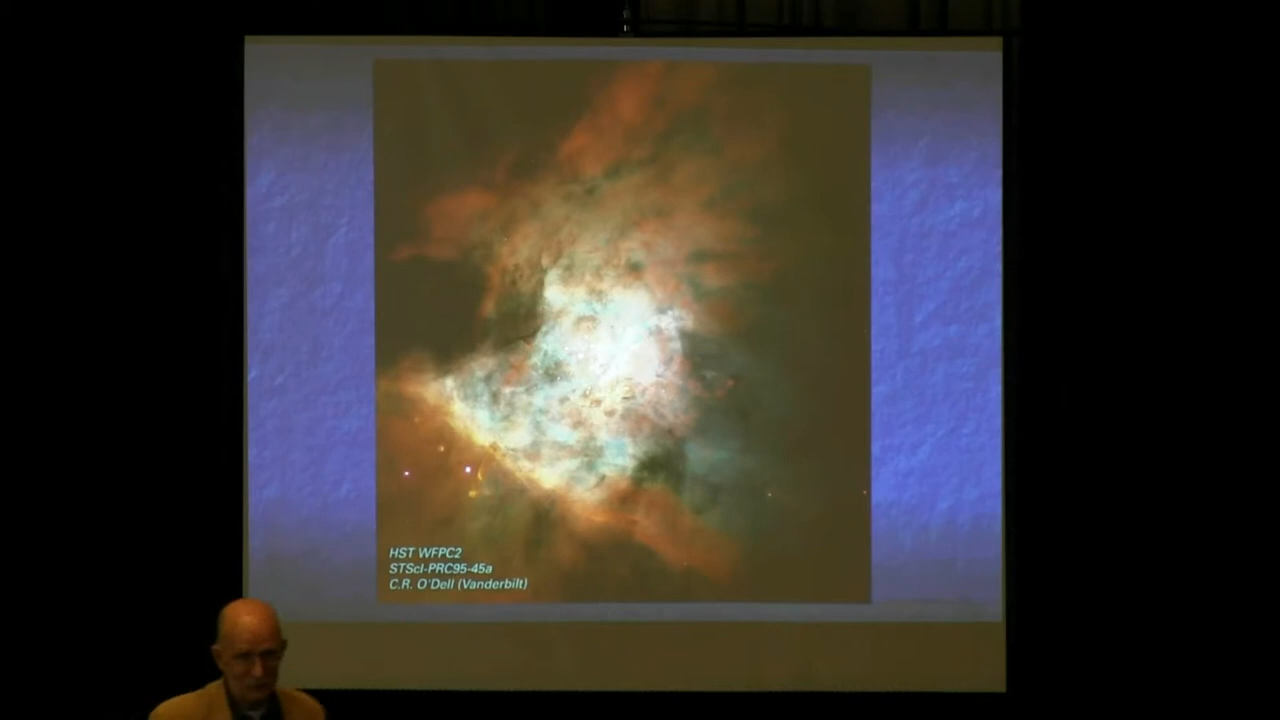 HST WFPC2
STScI-PRC95-45a
C.R. O'Dell (Vanderbilt)